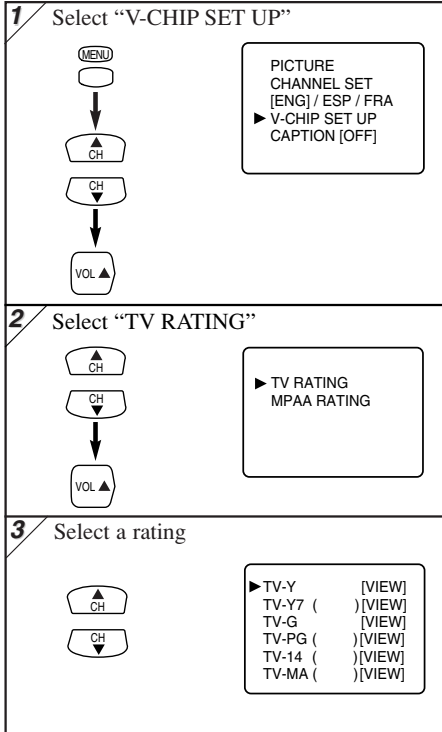 1 Select “V-CHIP SET UP”
MENU
CH
CH
VOL ▲
PICTURE
CHANNEL SET
[ENG] / ESP / FRA
▶ V-CHIP SET UP
CAPTION [OFF]
2 Select “TV RATING”
CH
CH
VOL ▲
▶ TV RATING
MPAA RATING
3 Select a rating
CH
CH
▶ TV-Y [VIEW]
TV-Y7 ( ) [VIEW]
TV-G [VIEW]
TV-PG ( ) [VIEW]
TV-14 ( ) [VIEW]
TV-MA ( ) [VIEW]